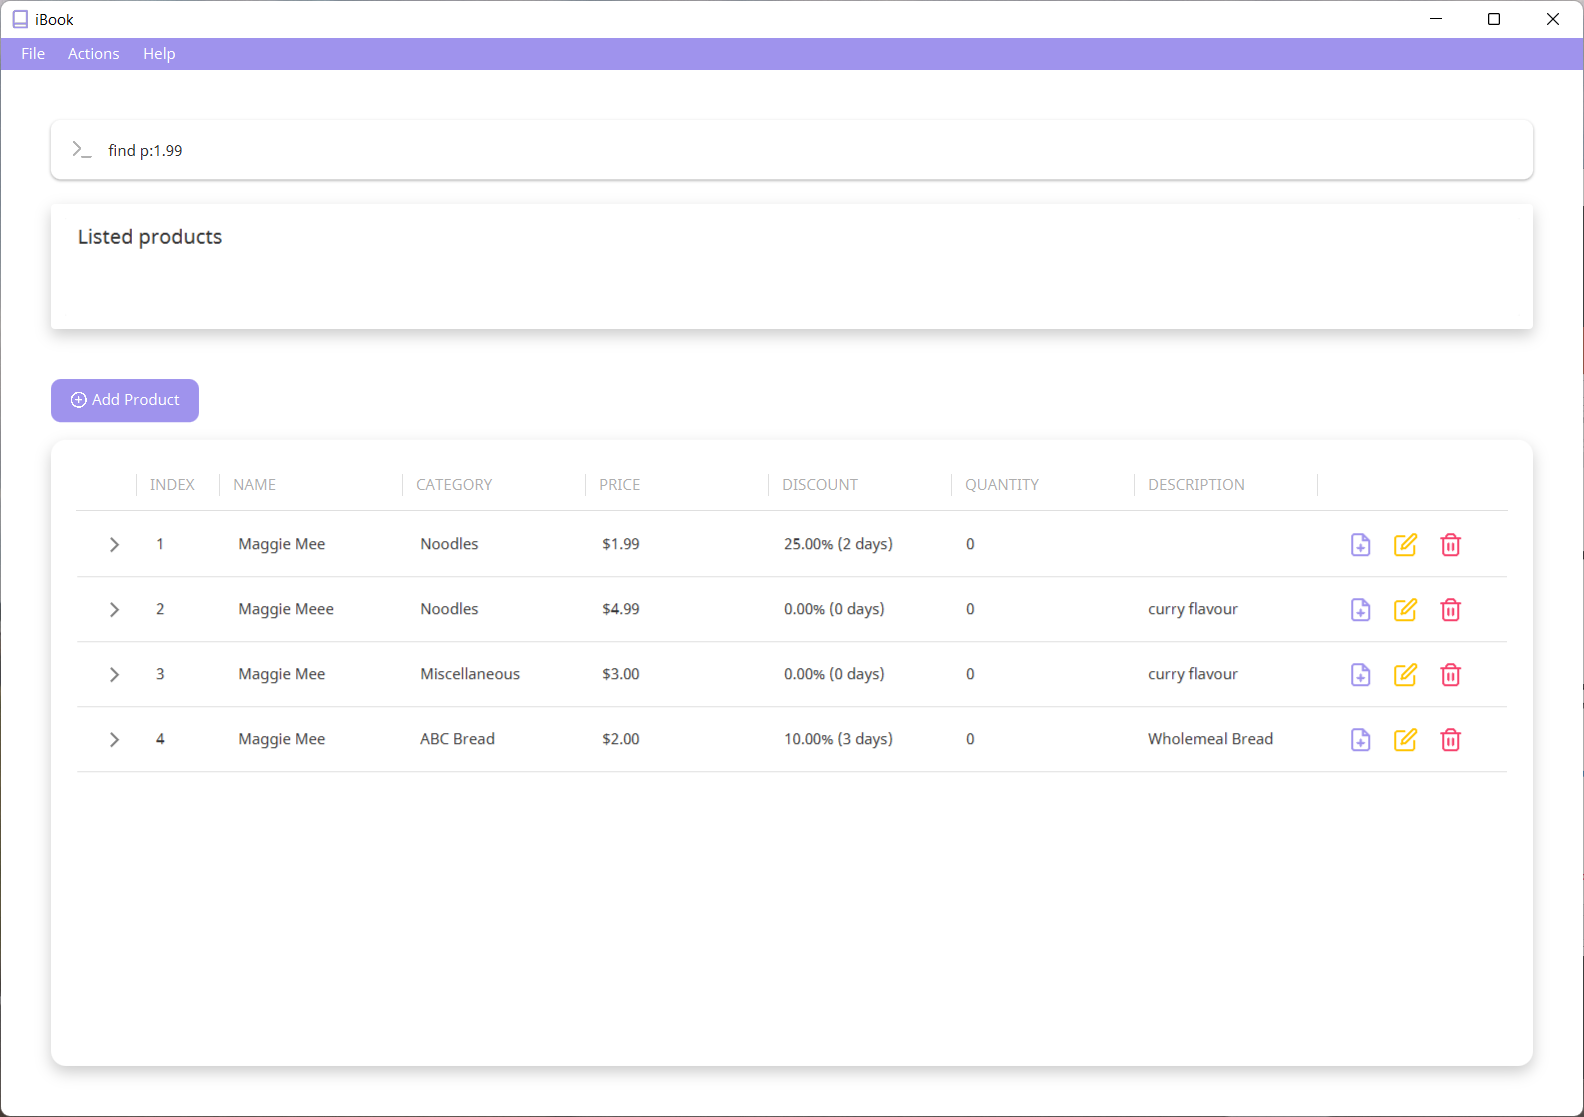 iBook
File Actions Help
find p:1.99
Listed products
Add Product
INDEX NAME CATEGORY PRICE DISCOUNT QUANTITY DESCRIPTION
1 Maggie Mee Noodles $1.99 25.00% (2 days) 0
2 Maggie Meee Noodles $4.99 0.00% (0 days) 0 curry flavour
3 Maggie Mee Miscellaneous $3.00 0.00% (0 days) 0 curry flavour
4 Maggie Mee ABC Bread $2.00 10.00% (3 days) 0 Wholemeal Bread